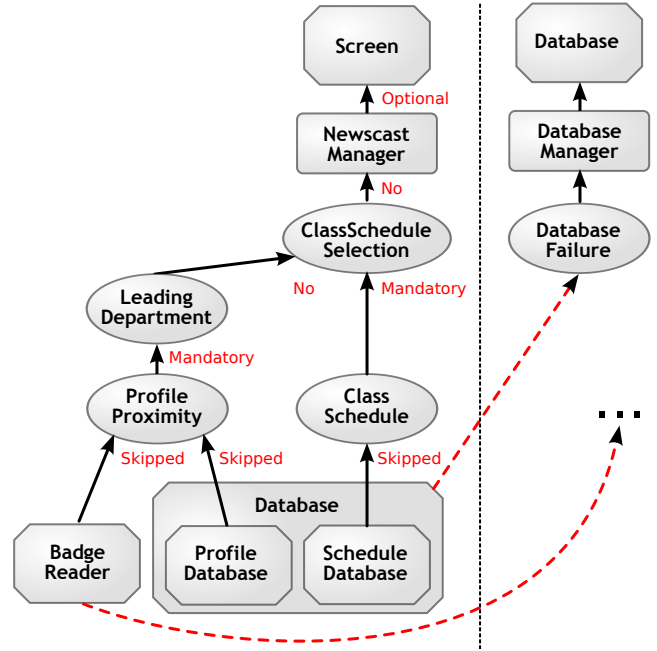 Screen
Database
Optional
Newscast
Manager
Database
Manager
No
ClassSchedule
Selection
Database
Failure
No
Mandatory
Leading
Department
Mandatory
Profile
Proximity
Class
Schedule
...
Skipped
Skipped
Skipped
Database
Badge
Reader
Profile
Database
Schedule
Database